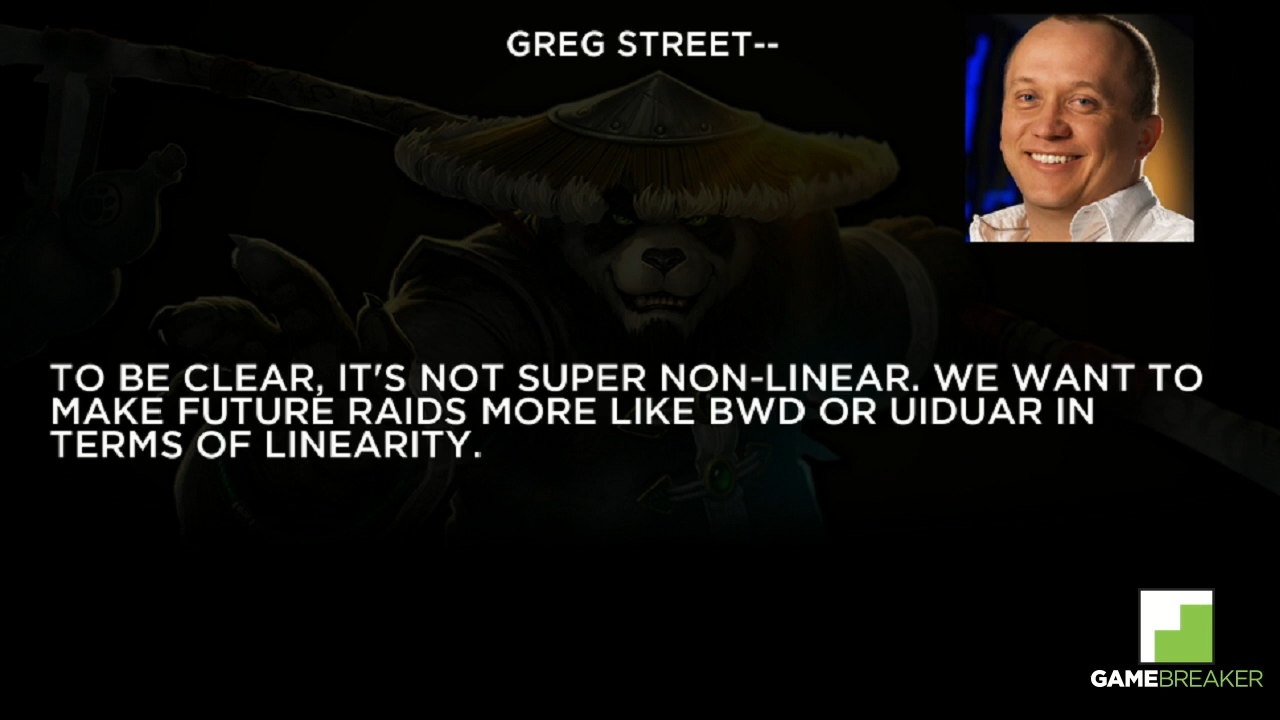 GREG STREET--
TO BE CLEAR, IT'S NOT SUPER NON-LINEAR. WE WANT TO
MAKE FUTURE RAIDS MORE LIKE BWD OR UIDUAR IN
TERMS OF LINEARITY.
GAMEBREAKER